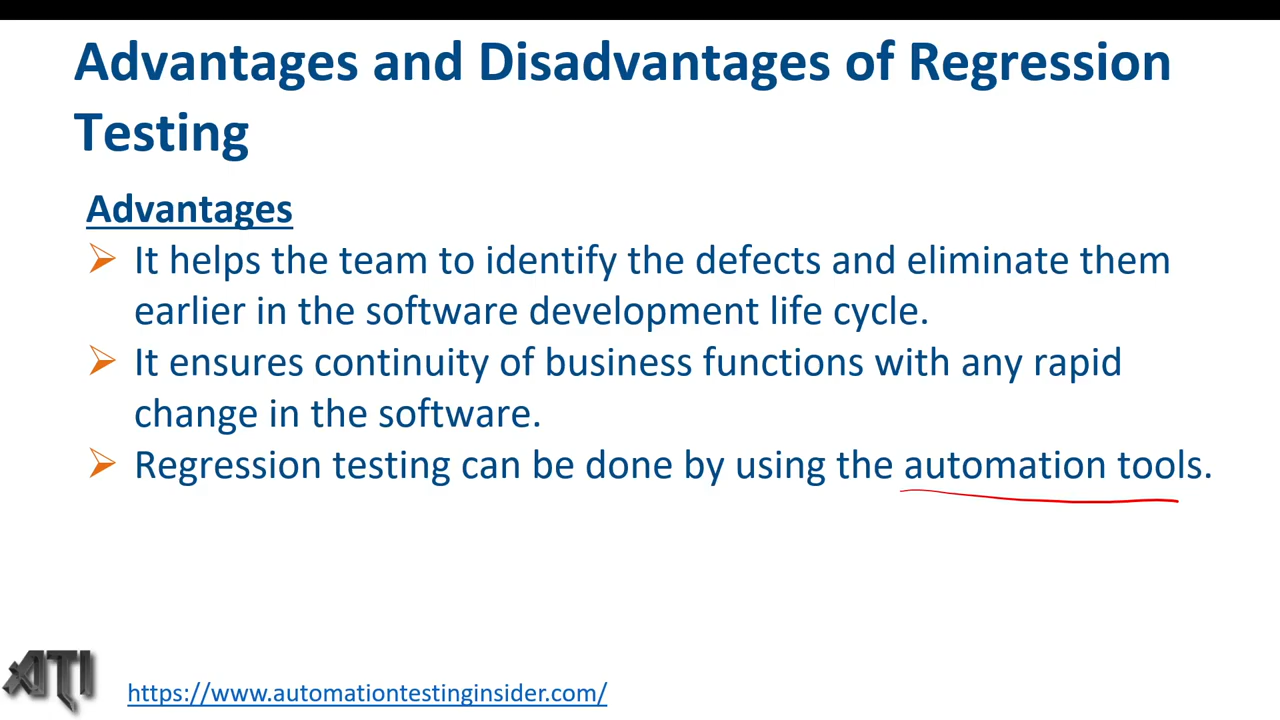 Advantages and Disadvantages of Regression
Testing
Advantages
It helps the team to identify the defects and eliminate them
earlier in the software development life cycle.
It ensures continuity of business functions with any rapid
change in the software.
Regression testing can be done by using the automation tools.
ATI
https://www.automationtestinginsider.com/